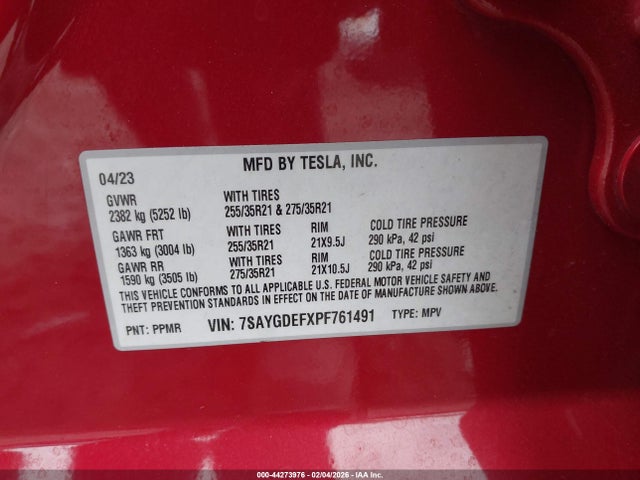 MFD BY TESLA, INC.
04/23
GVWR WITH TIRES
2382 kg (5252 lb) 255/35R21 & 275/35R21
GAWR FRT WITH TIRES RIM COLD TIRE PRESSURE
1363 kg (3004 lb) 255/35R21 21X9.5J 290 kPa, 42 psi
GAWR RR WITH TIRES RIM COLD TIRE PRESSURE
1590 kg (3505 lb) 275/35R21 21X10.5J 290 kPa, 42 psi
THIS VEHICLE CONFORMS TO ALL APPLICABLE U.S. FEDERAL MOTOR VEHICLE SAFETY AND
THEFT PREVENTION STANDARDS IN EFFECT ON THE DATE OF MANUFACTURE SHOWN ABOVE.
PNT: PPMR VIN: 7SAYGDEFXPF761491 TYPE: MPV
000-44273976 - 02/04/2026 - IAA Inc.